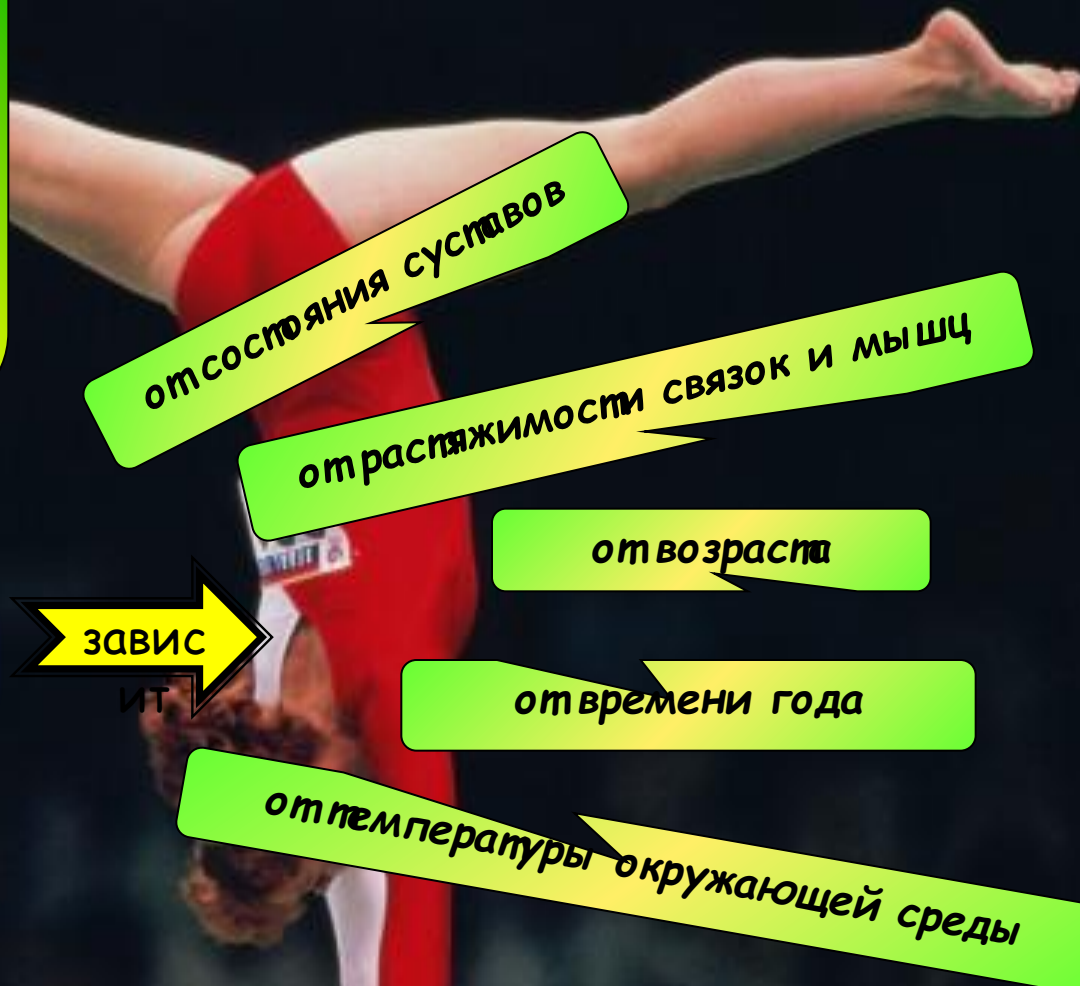 от состояния суставов
от растяжимости связок и мышц
от возраста
завис
ит
от времени года
от температуры окружающей среды